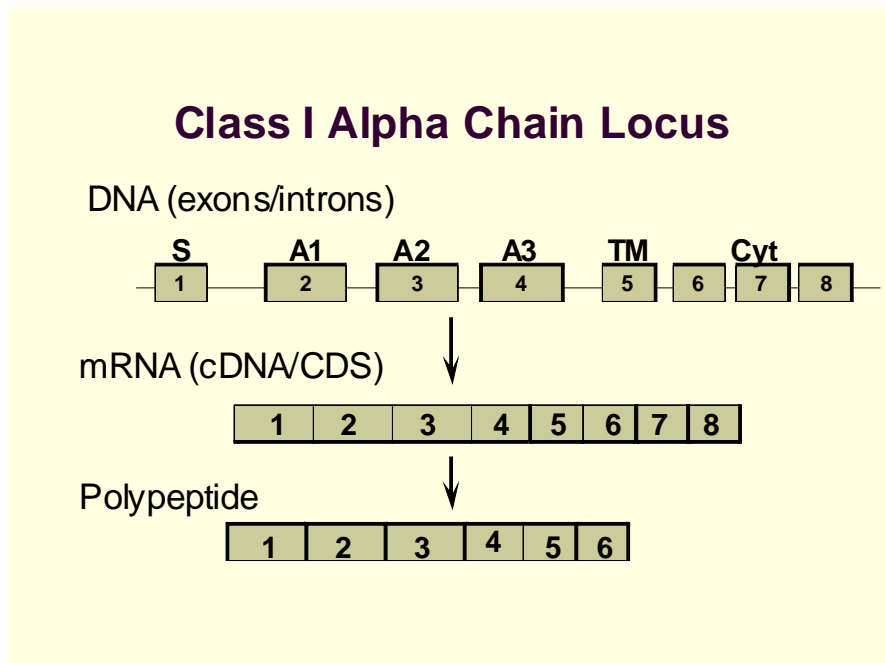 Class I Alpha Chain Locus
DNA (exons/introns)
S A1 A2 A3 TM Cyt
1 2 3 4 5 6 7 8
mRNA (cDNA/CDS)
1 2 3 4 5 6 7 8
Polypeptide
1 2 3 4 5 6